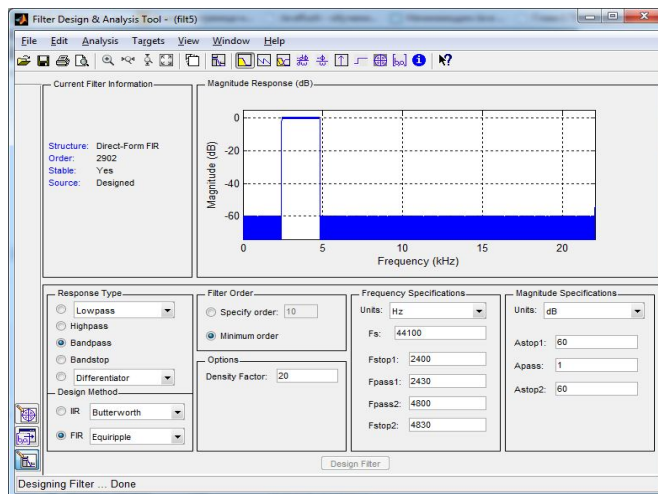 Filter Design & Analysis Tool - (filt5)
File Edit Analysis Targets View Window Help
Current Filter Information
Structure: Direct-Form FIR
Order: 2902
Stable: Yes
Source: Designed
Magnitude Response (dB)
Magnitude (dB)
0
-20
-40
-60
0 5 10 15 20
Frequency (kHz)
Response Type
Lowpass
Highpass
Bandpass
Bandstop
Differentiator
Design Method
IIR Butterworth
FIR Equiripple
Filter Order
Specify order: 10
Minimum order
Options
Density Factor: 20
Frequency Specifications
Units: Hz
Fs: 44100
Fstop1: 2400
Fpass1: 2430
Fpass2: 4800
Fstop2: 4830
Magnitude Specifications
Units: dB
Astop1: 60
Apass: 1
Astop2: 60
Design Filter
Designing Filter ... Done